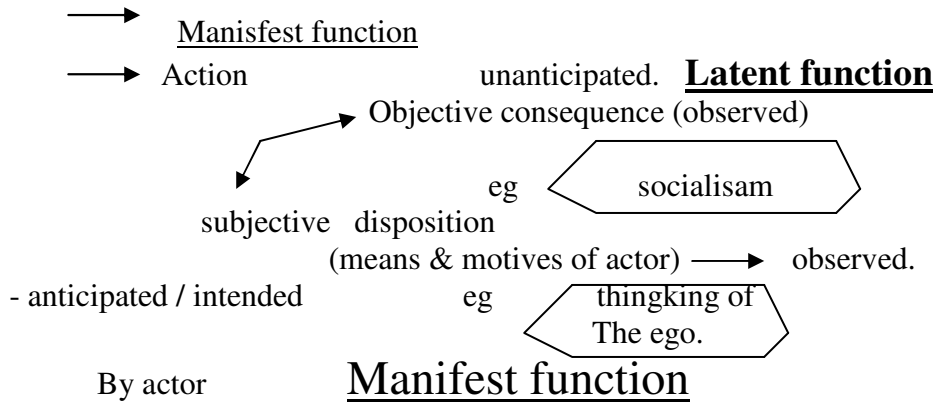 Manisfest function
Action unanticipated. Latent function
Objective consequence (observed)
eg socialisam
subjective disposition
(means & motives of actor) observed.
- anticipated / intended eg thingking of
The ego.
By actor Manifest function